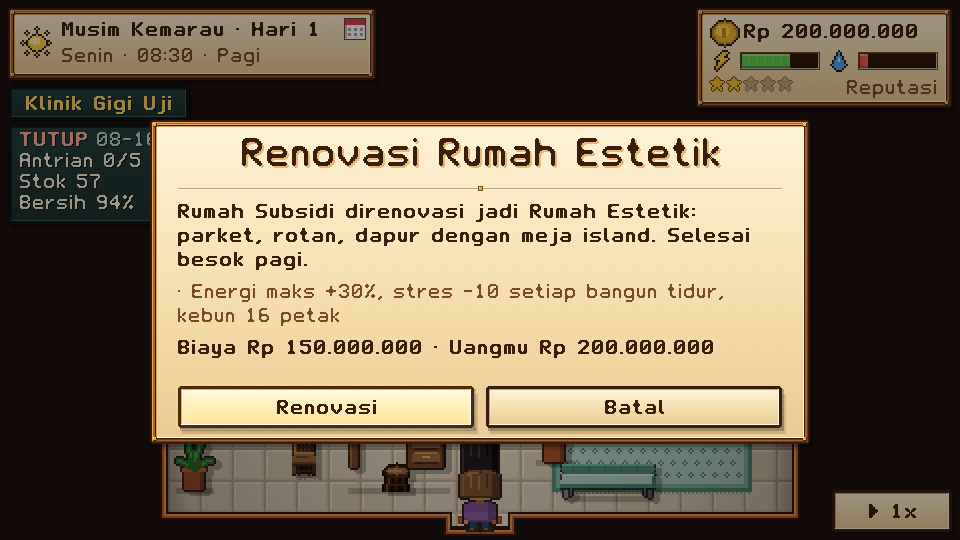 Musim Kemarau · Hari 1
Senin · 08:30 · Pagi
Rp 200.000.000
Reputasi
Klinik Gigi Uji
TUTUP 08-16
Antrian 0/5
Stok 57
Bersih 94%
Renovasi Rumah Estetik
Rumah Subsidi direnovasi jadi Rumah Estetik:
parket, rotan, dapur dengan meja island. Selesai
besok pagi.
· Energi maks +30%, stres -10 setiap bangun tidur,
kebun 16 petak
Biaya Rp 150.000.000 · Uangmu Rp 200.000.000
Renovasi
Batal
1x